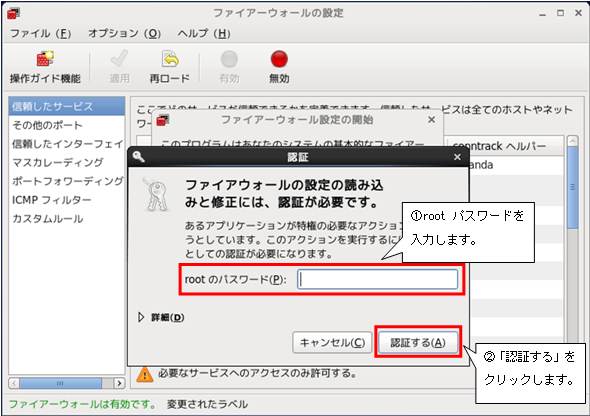 ファイアーウォールの設定
ファイル (F) オプション (O) ヘルプ (H)
操作ガイド機能 適用 再ロード 有効 無効
信頼したサービス
その他のポート
信頼したインターフェイ
マスカレーディング
ポートフォワーディング
ICMP フィルター
カスタムルール
ここでどのサービスが信頼できるかを定義できます。信頼したサービスは全てのホストやネット
ワー
ファイアーウォール設定の開始
このプログラムはあなたのシステムの基本的なファイアー
conntrack ヘルパー
anda
認証
ファイアウォールの設定の読み込
みと修正には、認証が必要です。
あるアプリケーションが特権の必要なアクション
うとしています。このアクションを実行するに
としての認証が必要になります。
①root パスワードを
入力します。
root のパスワード(P):
詳細(D)
キャンセル(C) 認証する(A)
②「認証する」を
クリックします。
必要なサービスへのアクセスのみ許可する。
ファイアーウォールは有効です。 変更されたラベル